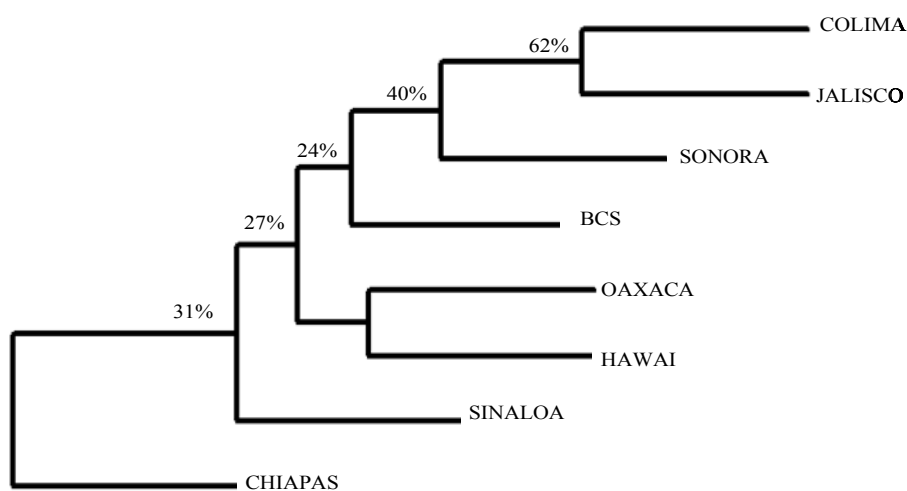 COLIMA
62%
JALISCO
40%
SONORA
24%
BCS
27%
OAXACA
31%
HAWAI
SINALOA
CHIAPAS